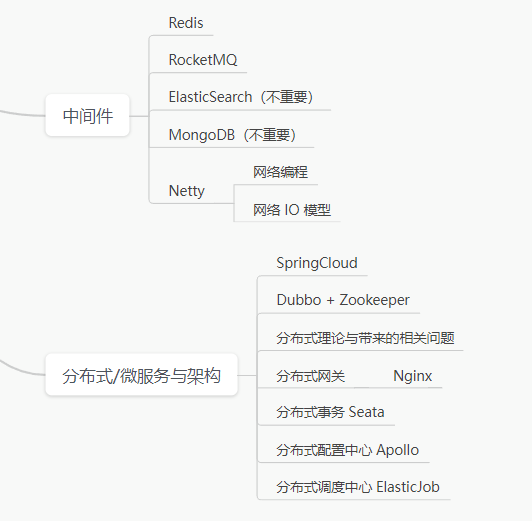 Redis
RocketMQ
ElasticSearch（不重要）
中间件
MongoDB（不重要）
网络编程
Netty
网络 IO 模型
SpringCloud
Dubbo + Zookeeper
分布式理论与带来的相关问题
分布式/微服务与架构
分布式网关 Nginx
分布式事务 Seata
分布式配置中心 Apollo
分布式调度中心 ElasticJob